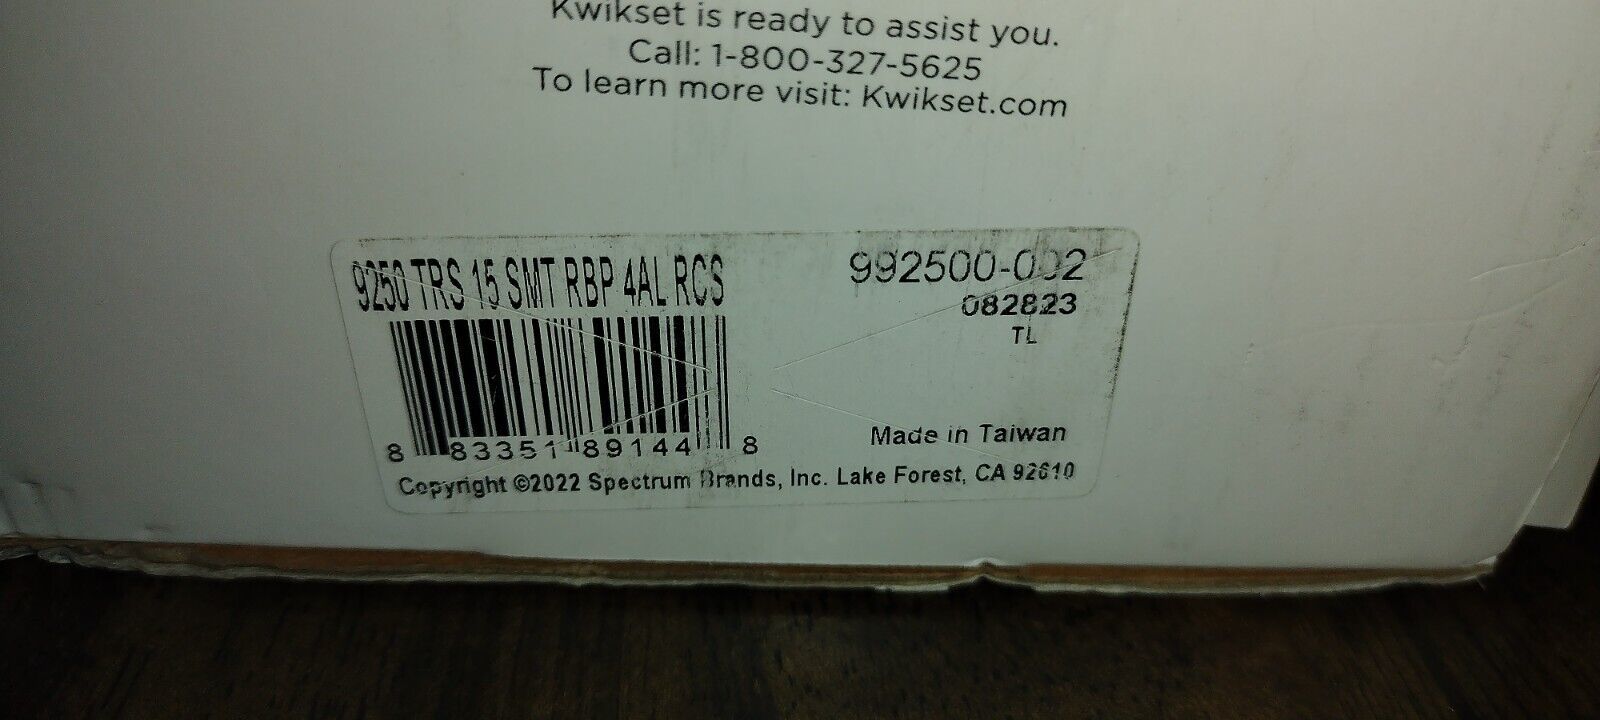 Kwikset is ready to assist you.
Call: 1-800-327-5625
To learn more visit: Kwikset.com
9250 TRS 15 SMT RBP 4AL RCS
992500-002
082823
TL
8 83351 89144 8
Made in Taiwan
Copyright ©2022 Spectrum Brands, Inc. Lake Forest, CA 92610